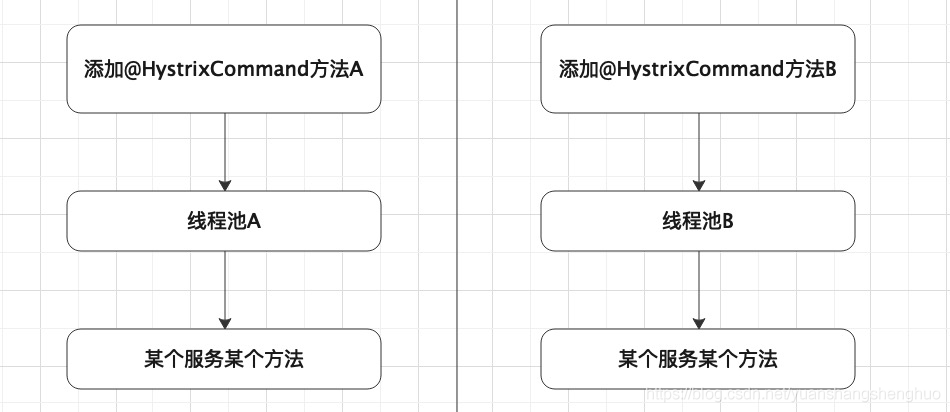 添加@HystrixCommand方法A
添加@HystrixCommand方法B
线程池A
线程池B
某个服务某个方法
某个服务某个方法
https://blog.csdn.net/yuanshangshenghuo